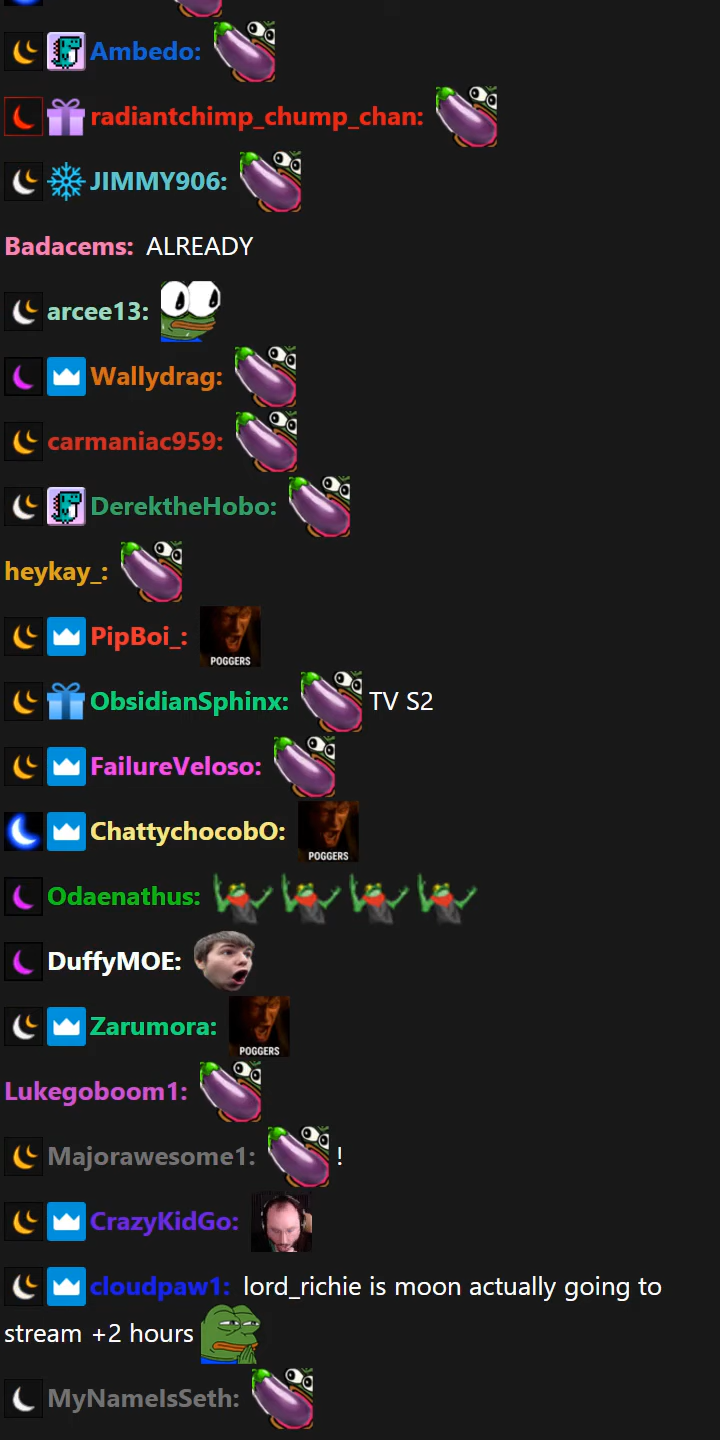 Ambedo:
radiantchimp_chump_chan:
JIMMY906:
Badacems: ALREADY
arcee13:
Wallydrag:
carmaniac959:
DerektheHobo:
heykay_:
PipBoi_: POGGERS
ObsidianSphinx: TV S2
FailureVeloso:
ChattychocobO: POGGERS
Odaenathus:
DuffyMOE:
Zarumora: POGGERS
Lukegoboom1:
Majorawesome1: !
CrazyKidGo:
cloudpaw1: lord_richie is moon actually going to
stream +2 hours
MyNameIsSeth: